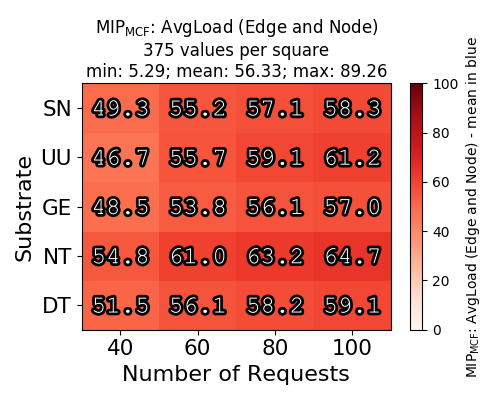 MIP_MCF: AvgLoad (Edge and Node)
375 values per square
min: 5.29; mean: 56.33; max: 89.26
SN 49.3 55.2 57.1 58.3
UU 46.7 55.7 59.1 61.2
GE 48.5 53.8 56.1 57.0
NT 54.8 61.0 63.2 64.7
DT 51.5 56.1 58.2 59.1
40 60 80 100
Number of Requests
Substrate
100
80
60
40
20
0
MIP_MCF: AvgLoad (Edge and Node) - mean in blue